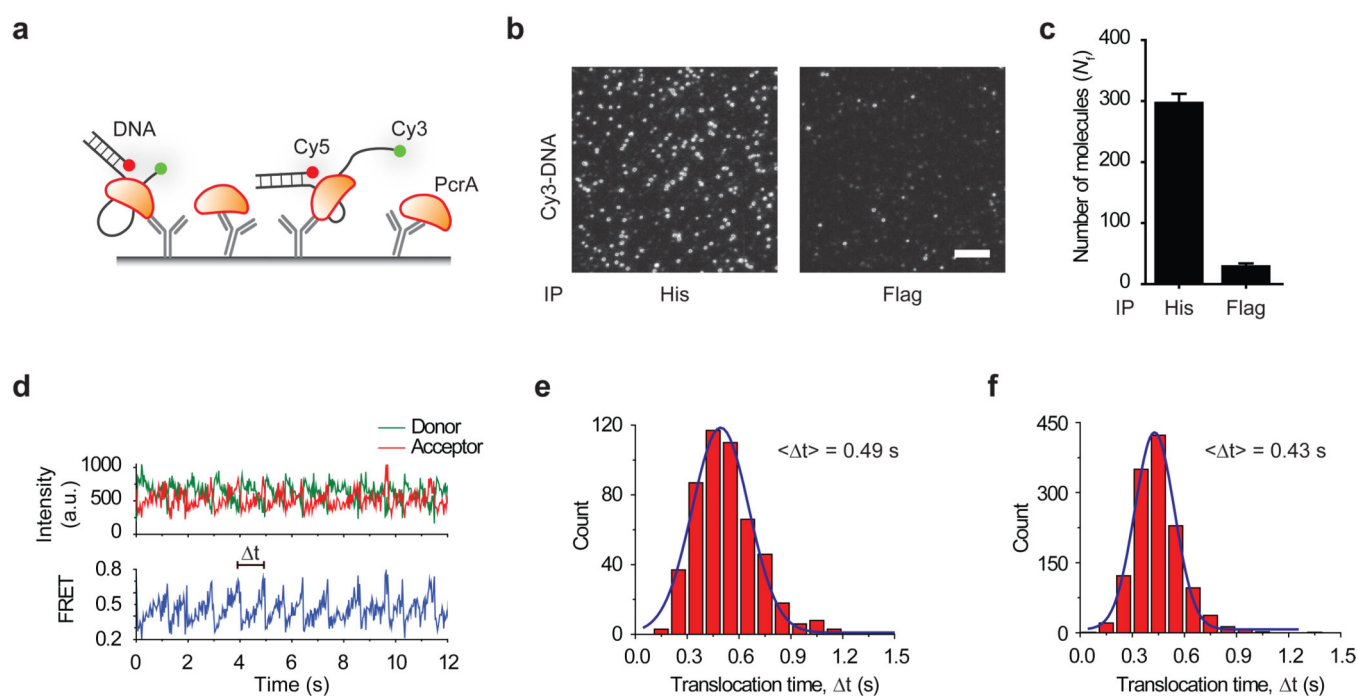 a
DNA
Cy5
Cy3
PcrA
b
Cy3-DNA
IP
His
Flag
c
Number of molecules (Nf)
400
300
200
100
0
IP
His
Flag
d
Donor
Acceptor
Intensity
(a.u.)
1000
500
0
Δt
FRET
0.8
0.5
0.2
0 2 4 6 8 10 12
Time (s)
e
Count
120
80
40
0
<Δt> = 0.49 s
0.0 0.3 0.6 0.9 1.2 1.5
Translocation time, Δt (s)
f
Count
450
300
150
0
<Δt> = 0.43 s
0.0 0.3 0.6 0.9 1.2 1.5
Translocation time, Δt (s)